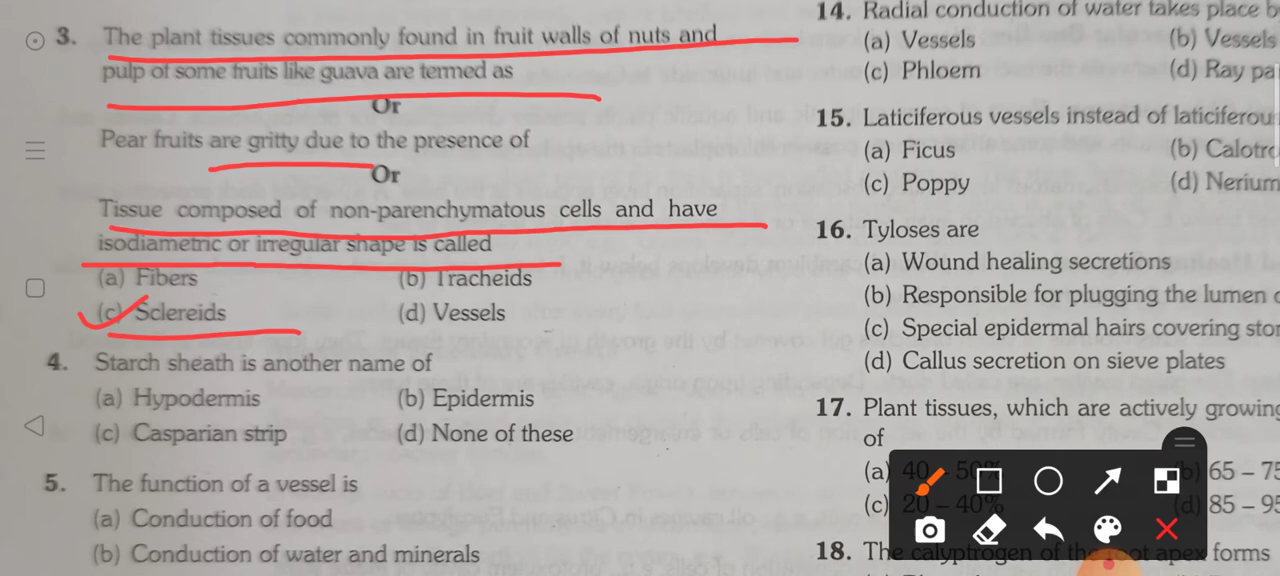 3. The plant tissues commonly found in fruit walls of nuts and
pulp of some fruits like guava are termed as
Or
Pear fruits are gritty due to the presence of
Or
Tissue composed of non-parenchymatous cells and have
isodiametric or irregular shape is called
(a) Fibers (b) Tracheids
(c) Sclereids (d) Vessels
4. Starch sheath is another name of
(a) Hypodermis (b) Epidermis
(c) Casparian strip (d) None of these
5. The function of a vessel is
(a) Conduction of food
(b) Conduction of water and minerals
14. Radial conduction of water takes place b
(a) Vessels (b) Vessels
(c) Phloem (d) Ray pa
15. Laticiferous vessels instead of laticiferou
(a) Ficus (b) Calotro
(c) Poppy (d) Nerium
16. Tyloses are
(a) Wound healing secretions
(b) Responsible for plugging the lumen
(c) Special epidermal hairs covering stor
(d) Callus secretion on sieve plates
17. Plant tissues, which are actively growing
of
(a) 40 – 50% (b) 65 – 75
(c) 20 – 40% (d) 85 – 95
18. The calyptrogen of the root apex forms